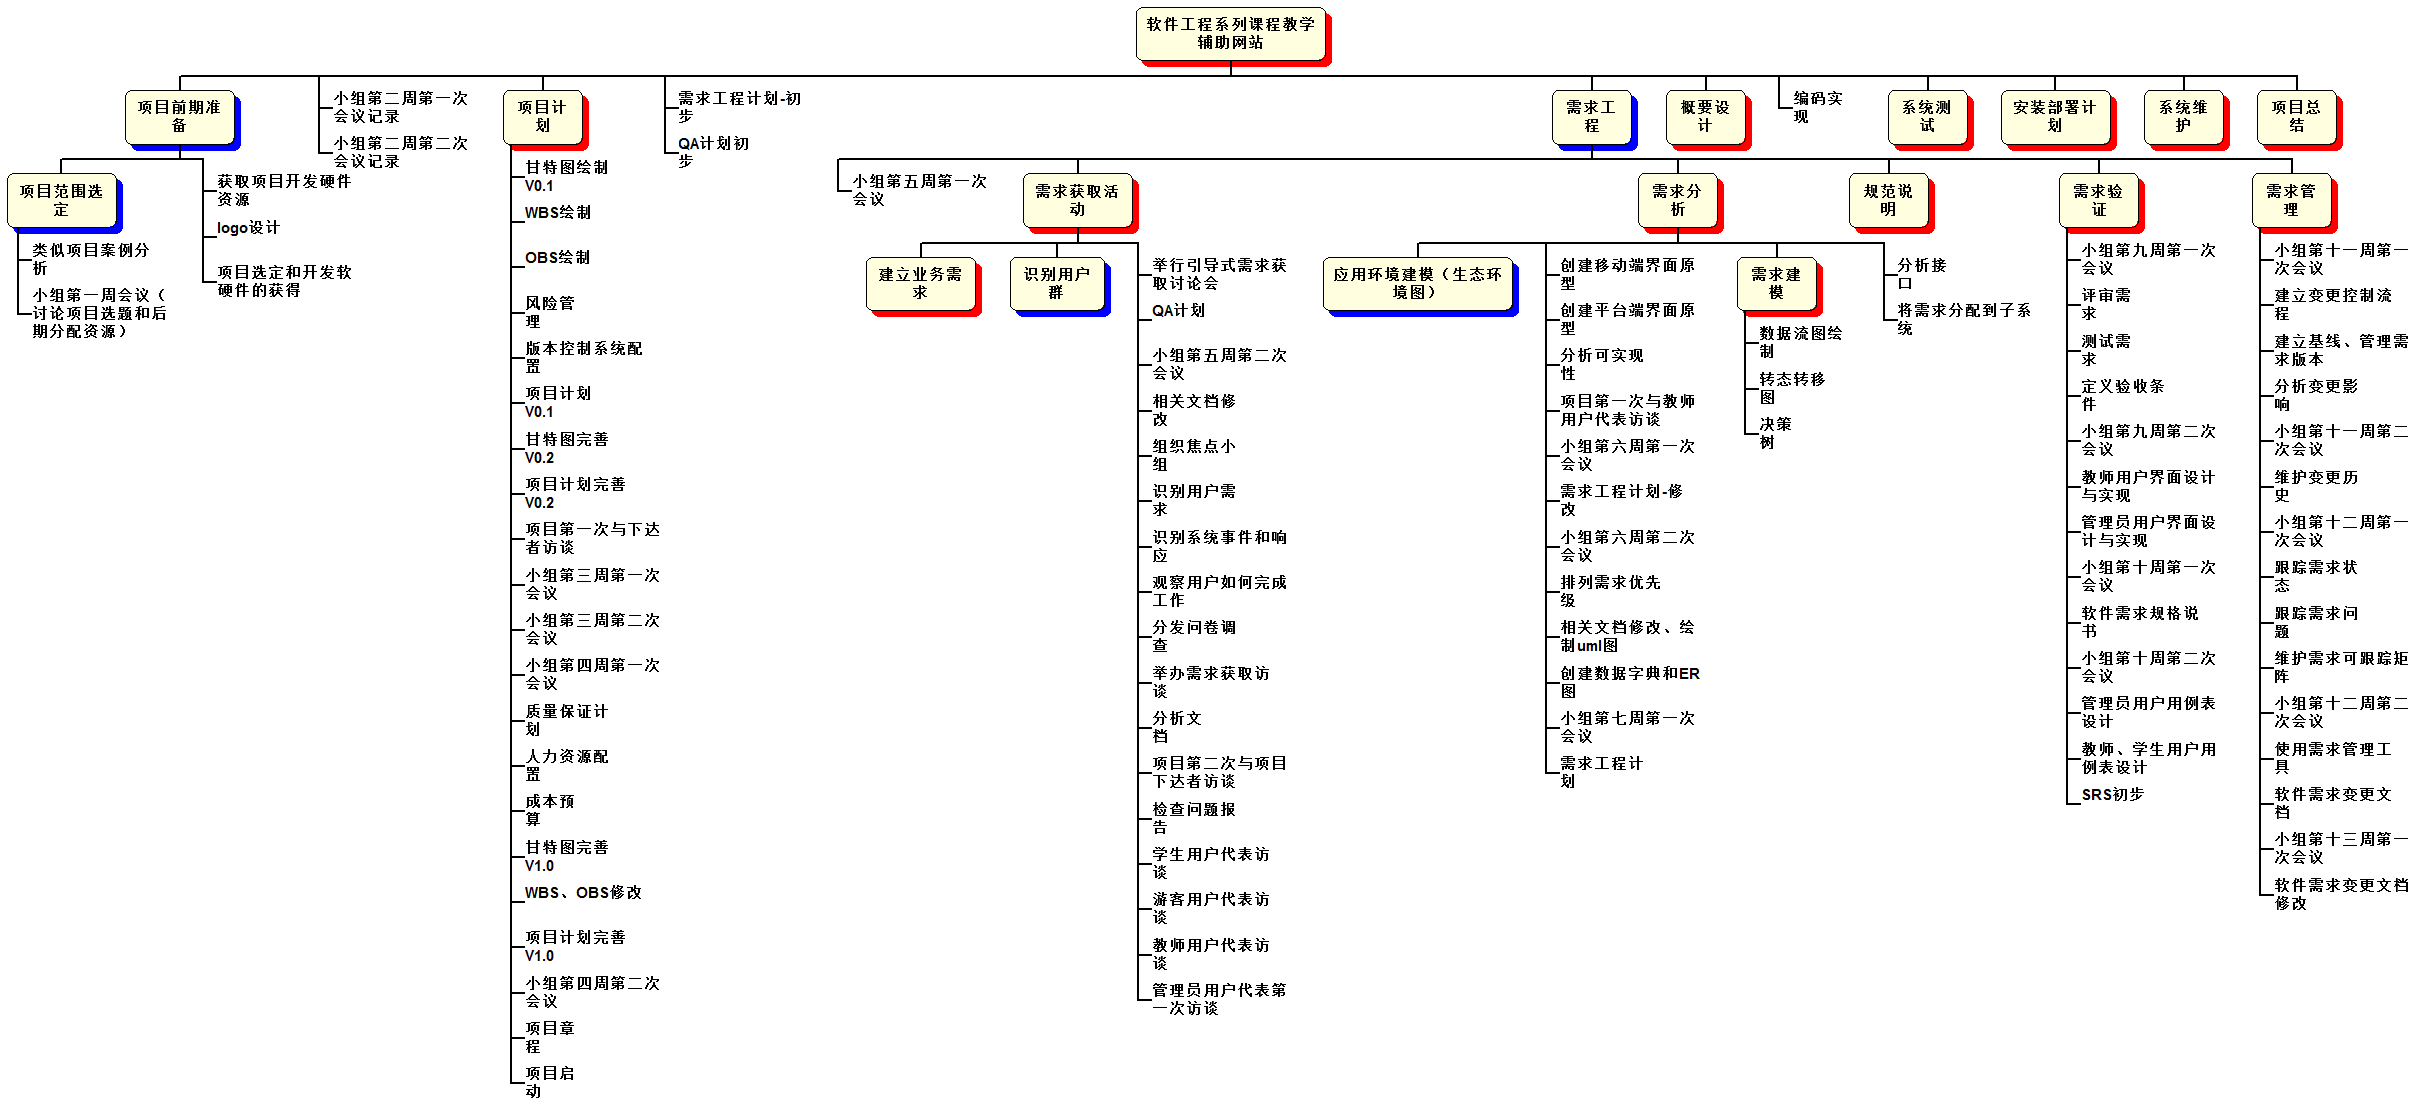 软件工程系列课程教学
辅助网站
项目前期准
备
小组第二周第一次
会议记录
小组第二周第二次
会议记录
项目计
划
需求工程计划-初
步
QA计划初
步
需求工
程
概要设
计
编码实
现
系统测
试
安装部署计
划
系统维
护
项目总
结
项目范围选
定
类似项目案例分
析
小组第一周会议（
讨论项目选题和后
期分配资源）
获取项目开发硬件
资源
logo设计
项目选定和开发软
硬件的获得
甘特图绘制
V0.1
WBS绘制
OBS绘制
风险管
理
版本控制系统配
置
项目计划
V0.1
甘特图完善
V0.2
项目计划完善
V0.2
项目第一次与下达
者访谈
小组第三周第一次
会议
小组第三周第二次
会议
小组第四周第一次
会议
质量保证计
划
人力资源配
置
成本预
算
甘特图完善
V1.0
WBS、OBS修改
项目计划完善
V1.0
小组第四周第二次
会议
项目章
程
项目启
动
小组第五周第一次
会议
需求获取活
动
建立业务需
求
识别用户
群
举行引导式需求获
取讨论会
QA计划
小组第五周第二次
会议
相关文档修
改
组织焦点小
组
识别用户需
求
识别系统事件和响
应
观察用户如何完成
工作
分发问卷调
查
举办需求获取访
谈
分析文
档
项目第二次与项目
下达者访谈
检查问题报
告
学生用户代表访
谈
游客用户代表访
谈
教师用户代表访
谈
管理员用户代表第
一次访谈
需求分
析
应用环境建模（生态环
境图）
创建移动端界面原
型
创建平台端界面原
型
分析可实现
性
项目第一次与教师
用户代表访谈
小组第六周第一次
会议
需求工程计划-修
改
小组第六周第二次
会议
排列需求优先
级
相关文档修改、绘
制uml图
创建数据字典和ER
图
小组第七周第一次
会议
需求工程计
划
需求建
模
数据流图绘
制
转态转移
图
决策
树
分析接
口
将需求分配到子系
统
规范说
明
需求验
证
小组第九周第一次
会议
评审需
求
测试需
求
定义验收条
件
小组第九周第二次
会议
教师用户界面设计
与实现
管理员用户界面设
计与实现
小组第十周第一次
会议
软件需求规格说
书
小组第十周第二次
会议
管理员用户用例表
设计
教师、学生用户用
例表设计
SRS初步
需求管
理
小组第十一周第一
次会议
建立变更控制流
程
建立基线、管理需
求版本
分析变更影
响
小组第十一周第二
次会议
维护变更历
史
小组第十二周第一
次会议
跟踪需求状
态
跟踪需求问
题
维护需求可跟踪矩
阵
小组第十二周第二
次会议
使用需求管理工
具
软件需求变更文
档
小组第十三周第一
次会议
软件需求变更文档
修改